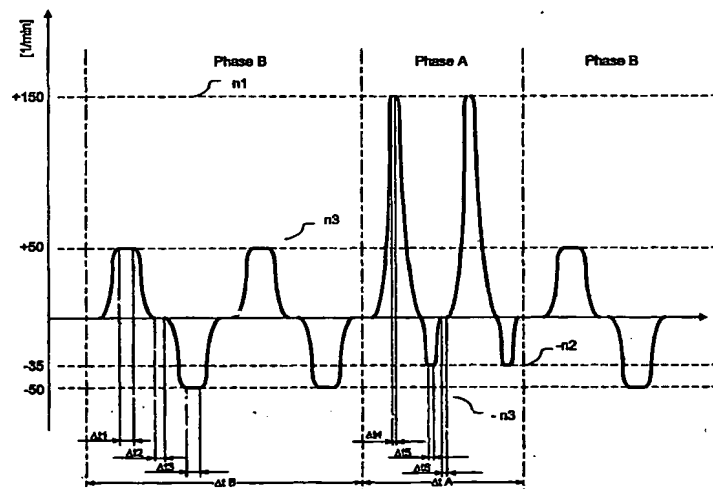 [1/min]
Phase B
Phase A
Phase B
+150
n1
+50
n3
-35
-n2
-50
-n3
Δt1
Δt4
Δt2
Δt5
Δt3
Δt6
Δt B
Δt A